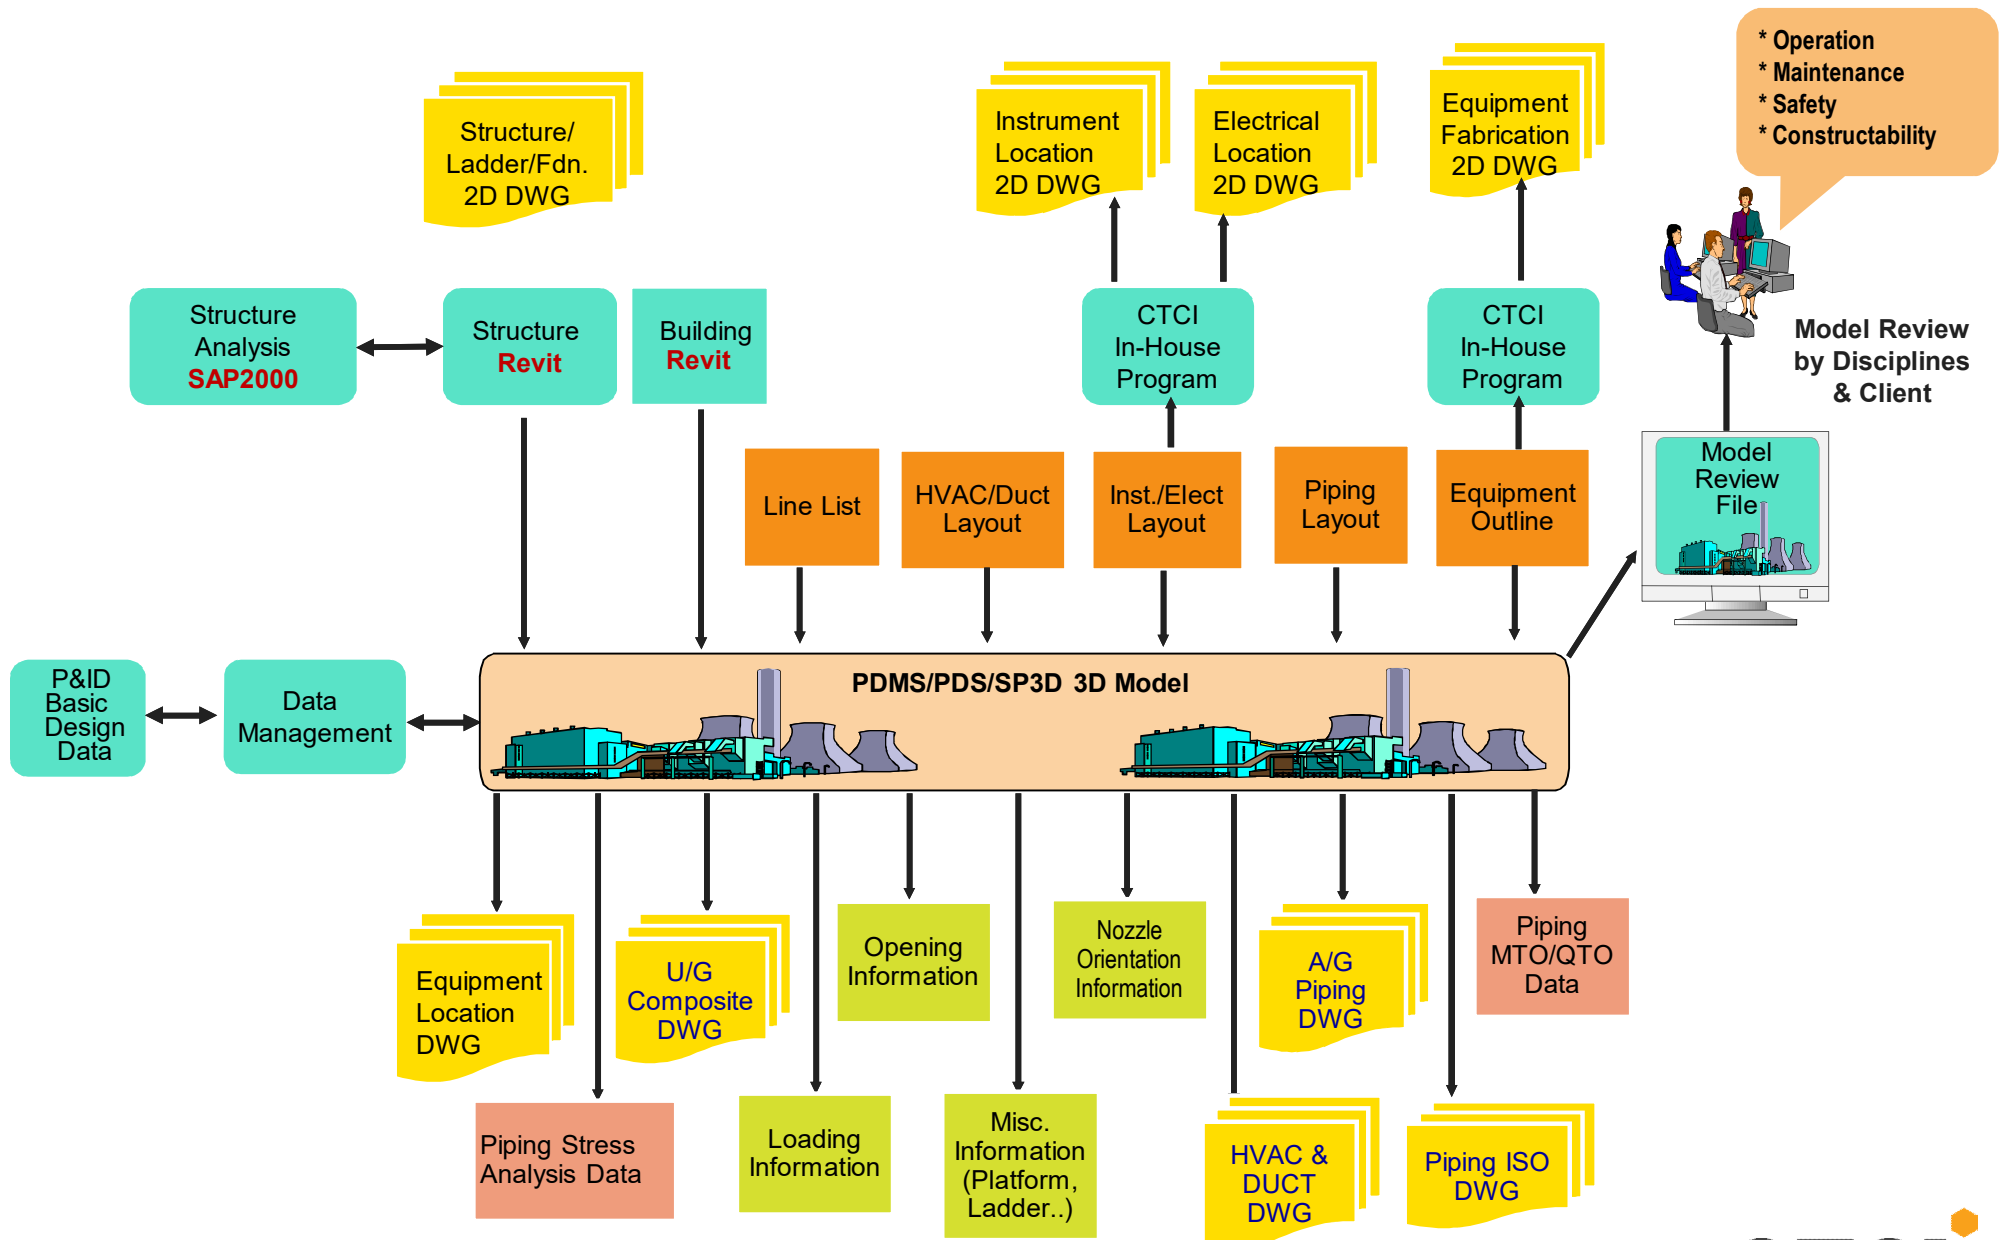 * Operation
* Maintenance
* Safety
* Constructability
Structure/
Ladder/Fdn.
2D DWG
Instrument
Location
2D DWG
Electrical
Location
2D DWG
Equipment
Fabrication
2D DWG
Structure
Analysis
SAP2000
Structure
Revit
Building
Revit
CTCI
In-House
Program
CTCI
In-House
Program
Model Review
by Disciplines
& Client
Line List
HVAC/Duct
Layout
Inst./Elect
Layout
Piping
Layout
Equipment
Outline
Model
Review
File
P&ID
Basic
Design
Data
Data
Management
PDMS/PDS/SP3D 3D Model
Equipment
Location
DWG
U/G
Composite
DWG
Opening
Information
Nozzle
Orientation
Information
A/G
Piping
DWG
Piping
MTO/QTO
Data
Piping Stress
Analysis Data
Loading
Information
Misc.
Information
(Platform,
Ladder..)
HVAC &
DUCT
DWG
Piping ISO
DWG